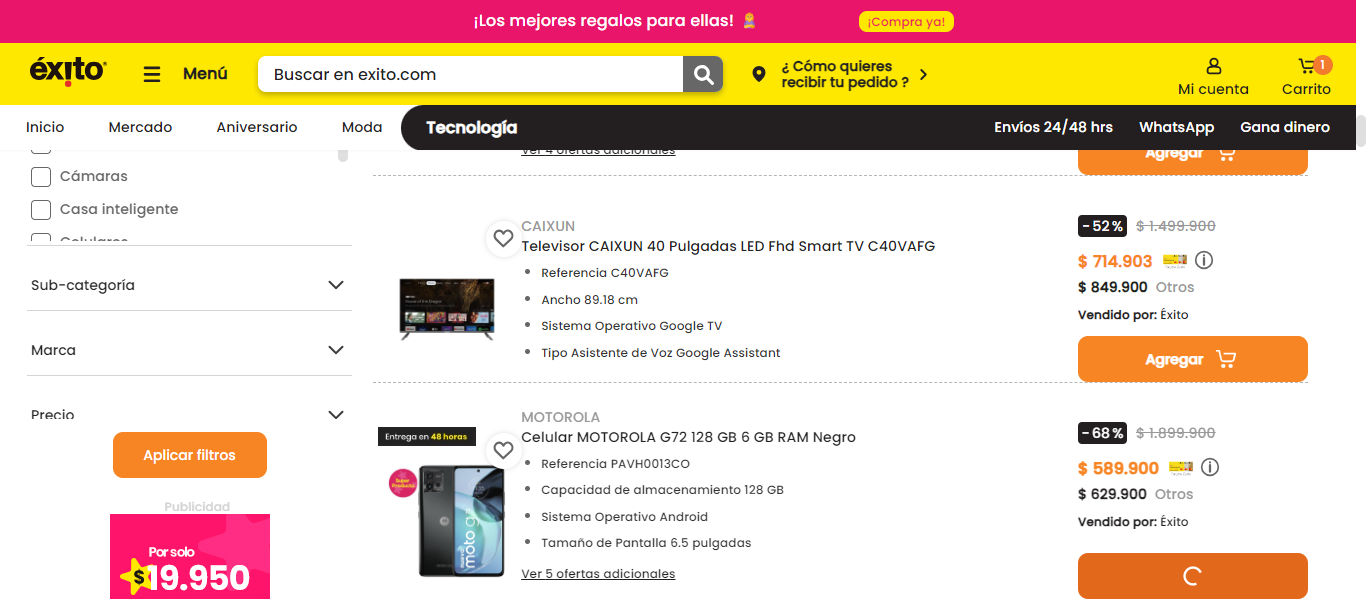 ¡Los mejores regalos para ellas!
¡Compra ya!
éxito
Menú
Buscar en exito.com
¿ Cómo quieres
recibir tu pedido ?
Mi cuenta
1
Carrito
Inicio
Mercado
Aniversario
Moda
Tecnología
Envíos 24/48 hrs
WhatsApp
Gana dinero
Cámaras
Casa inteligente
Celulares
Sub-categoría
Marca
Precio
Aplicar filtros
Publicidad
Por solo
$19.950
Ver 4 ofertas adicionales
Agregar
CAIXUN
Televisor CAIXUN 40 Pulgadas LED Fhd Smart TV C40VAFG
Referencia C40VAFG
Ancho 89.18 cm
Sistema Operativo Google TV
Tipo Asistente de Voz Google Assistant
- 52 % $ 1.499.900
$ 714.903
$ 849.900 Otros
Vendido por: Éxito
Agregar
Entrega en 48 horas
Super
Producto
moto g
MOTOROLA
Celular MOTOROLA G72 128 GB 6 GB RAM Negro
Referencia PAVH0013CO
Capacidad de almacenamiento 128 GB
Sistema Operativo Android
Tamaño de Pantalla 6.5 pulgadas
Ver 5 ofertas adicionales
- 68 % $ 1.899.900
$ 589.900
$ 629.900 Otros
Vendido por: Éxito